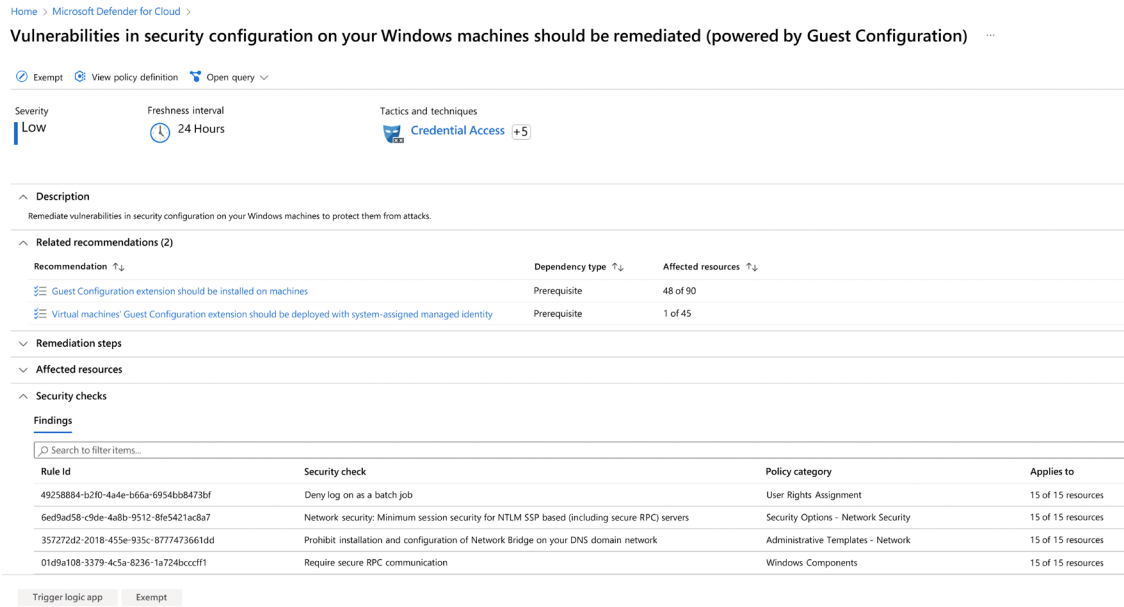 Home > Microsoft Defender for Cloud >
Vulnerabilities in security configuration on your Windows machines should be remediated (powered by Guest Configuration) ...
Exempt View policy definition Open query
Severity Freshness interval Tactics and techniques
Low 24 Hours Credential Access +5
Description
Remediate vulnerabilities in security configuration on your Windows machines to protect them from attacks.
Related recommendations (2)
Recommendation ↑↓ Dependency type ↑↓ Affected resources ↑↓
Guest Configuration extension should be installed on machines Prerequisite 48 of 90
Virtual machines' Guest Configuration extension should be deployed with system-assigned managed identity Prerequisite 1 of 45
Remediation steps
Affected resources
Security checks
Findings
Search to filter items...
Rule Id Security check Policy category Applies to
49258884-b2f0-4a4e-b66a-6954bb8473bf Deny log on as a batch job User Rights Assignment 15 of 15 resources
6ed9ad58-c9de-4a8b-9512-8fe5421ac8a7 Network security: Minimum session security for NTLM SSP based (including secure RPC) servers Security Options - Network Security 15 of 15 resources
357272d2-2018-455e-935c-8777473661dd Prohibit installation and configuration of Network Bridge on your DNS domain network Administrative Templates - Network 15 of 15 resources
01d9a108-3379-4c5a-8236-1a724bcccff1 Require secure RPC communication Windows Components 15 of 15 resources
Trigger logic app Exempt